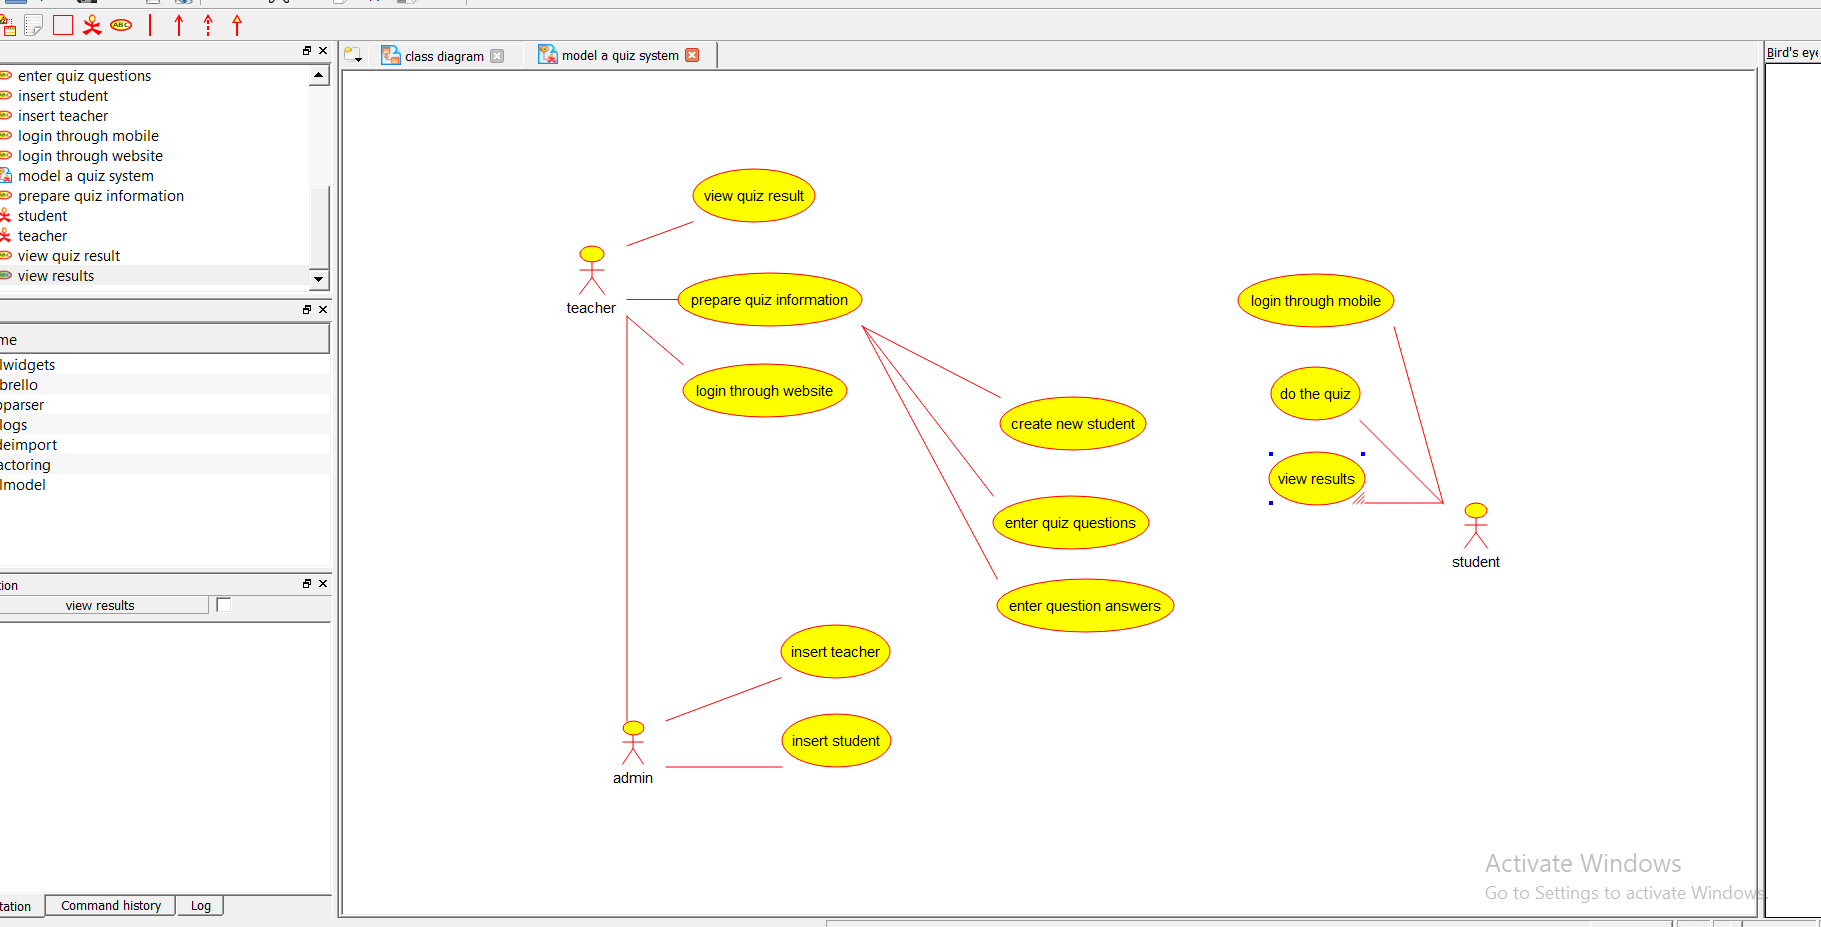 ABC
class diagram
model a quiz system
Bird's eye
enter quiz questions
insert student
insert teacher
login through mobile
login through website
model a quiz system
prepare quiz information
student
teacher
view quiz result
view results
me
lwidgets
brello
parser
logs
deimport
actoring
lmodel
tion
view results
tation
Command history
Log
view quiz result
teacher
prepare quiz information
login through website
create new student
enter quiz questions
enter question answers
insert teacher
insert student
admin
login through mobile
do the quiz
view results
student
Activate Windows
Go to Settings to activate Windows.